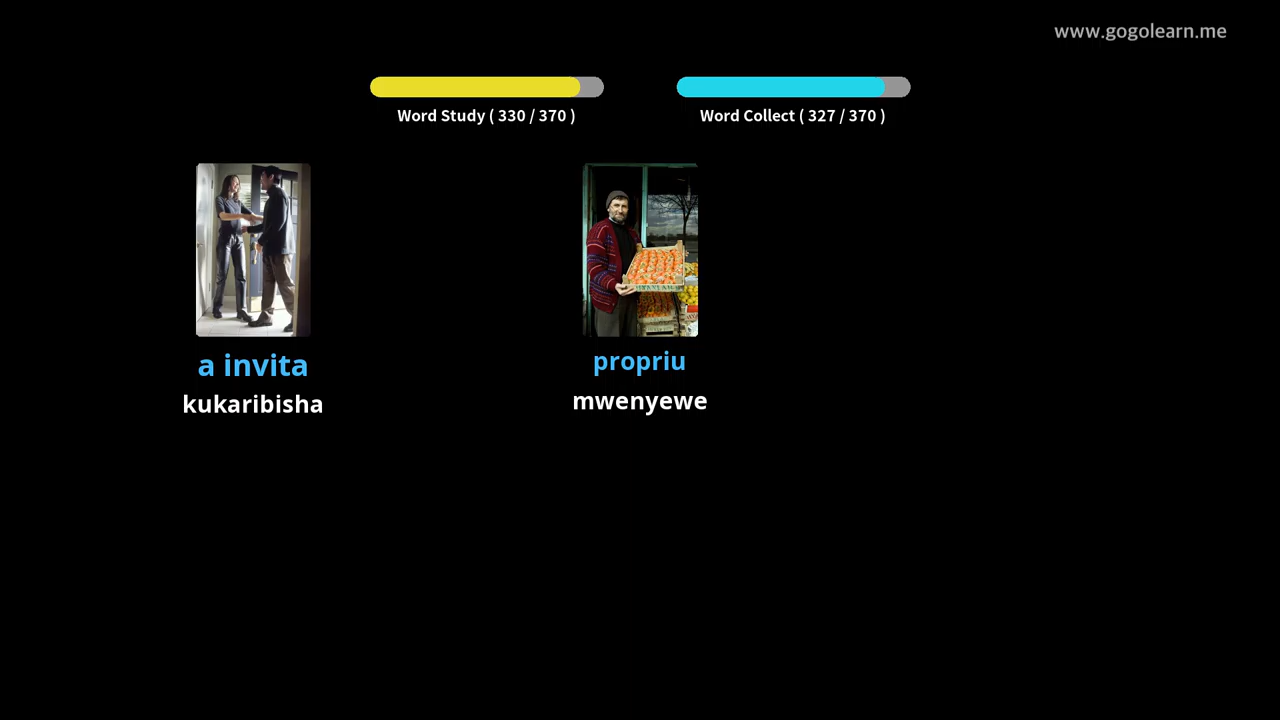 www.gogolearn.me
Word Study ( 330 / 370 )
Word Collect ( 327 / 370 )
a invita
kukaribisha
propriu
mwenyewe